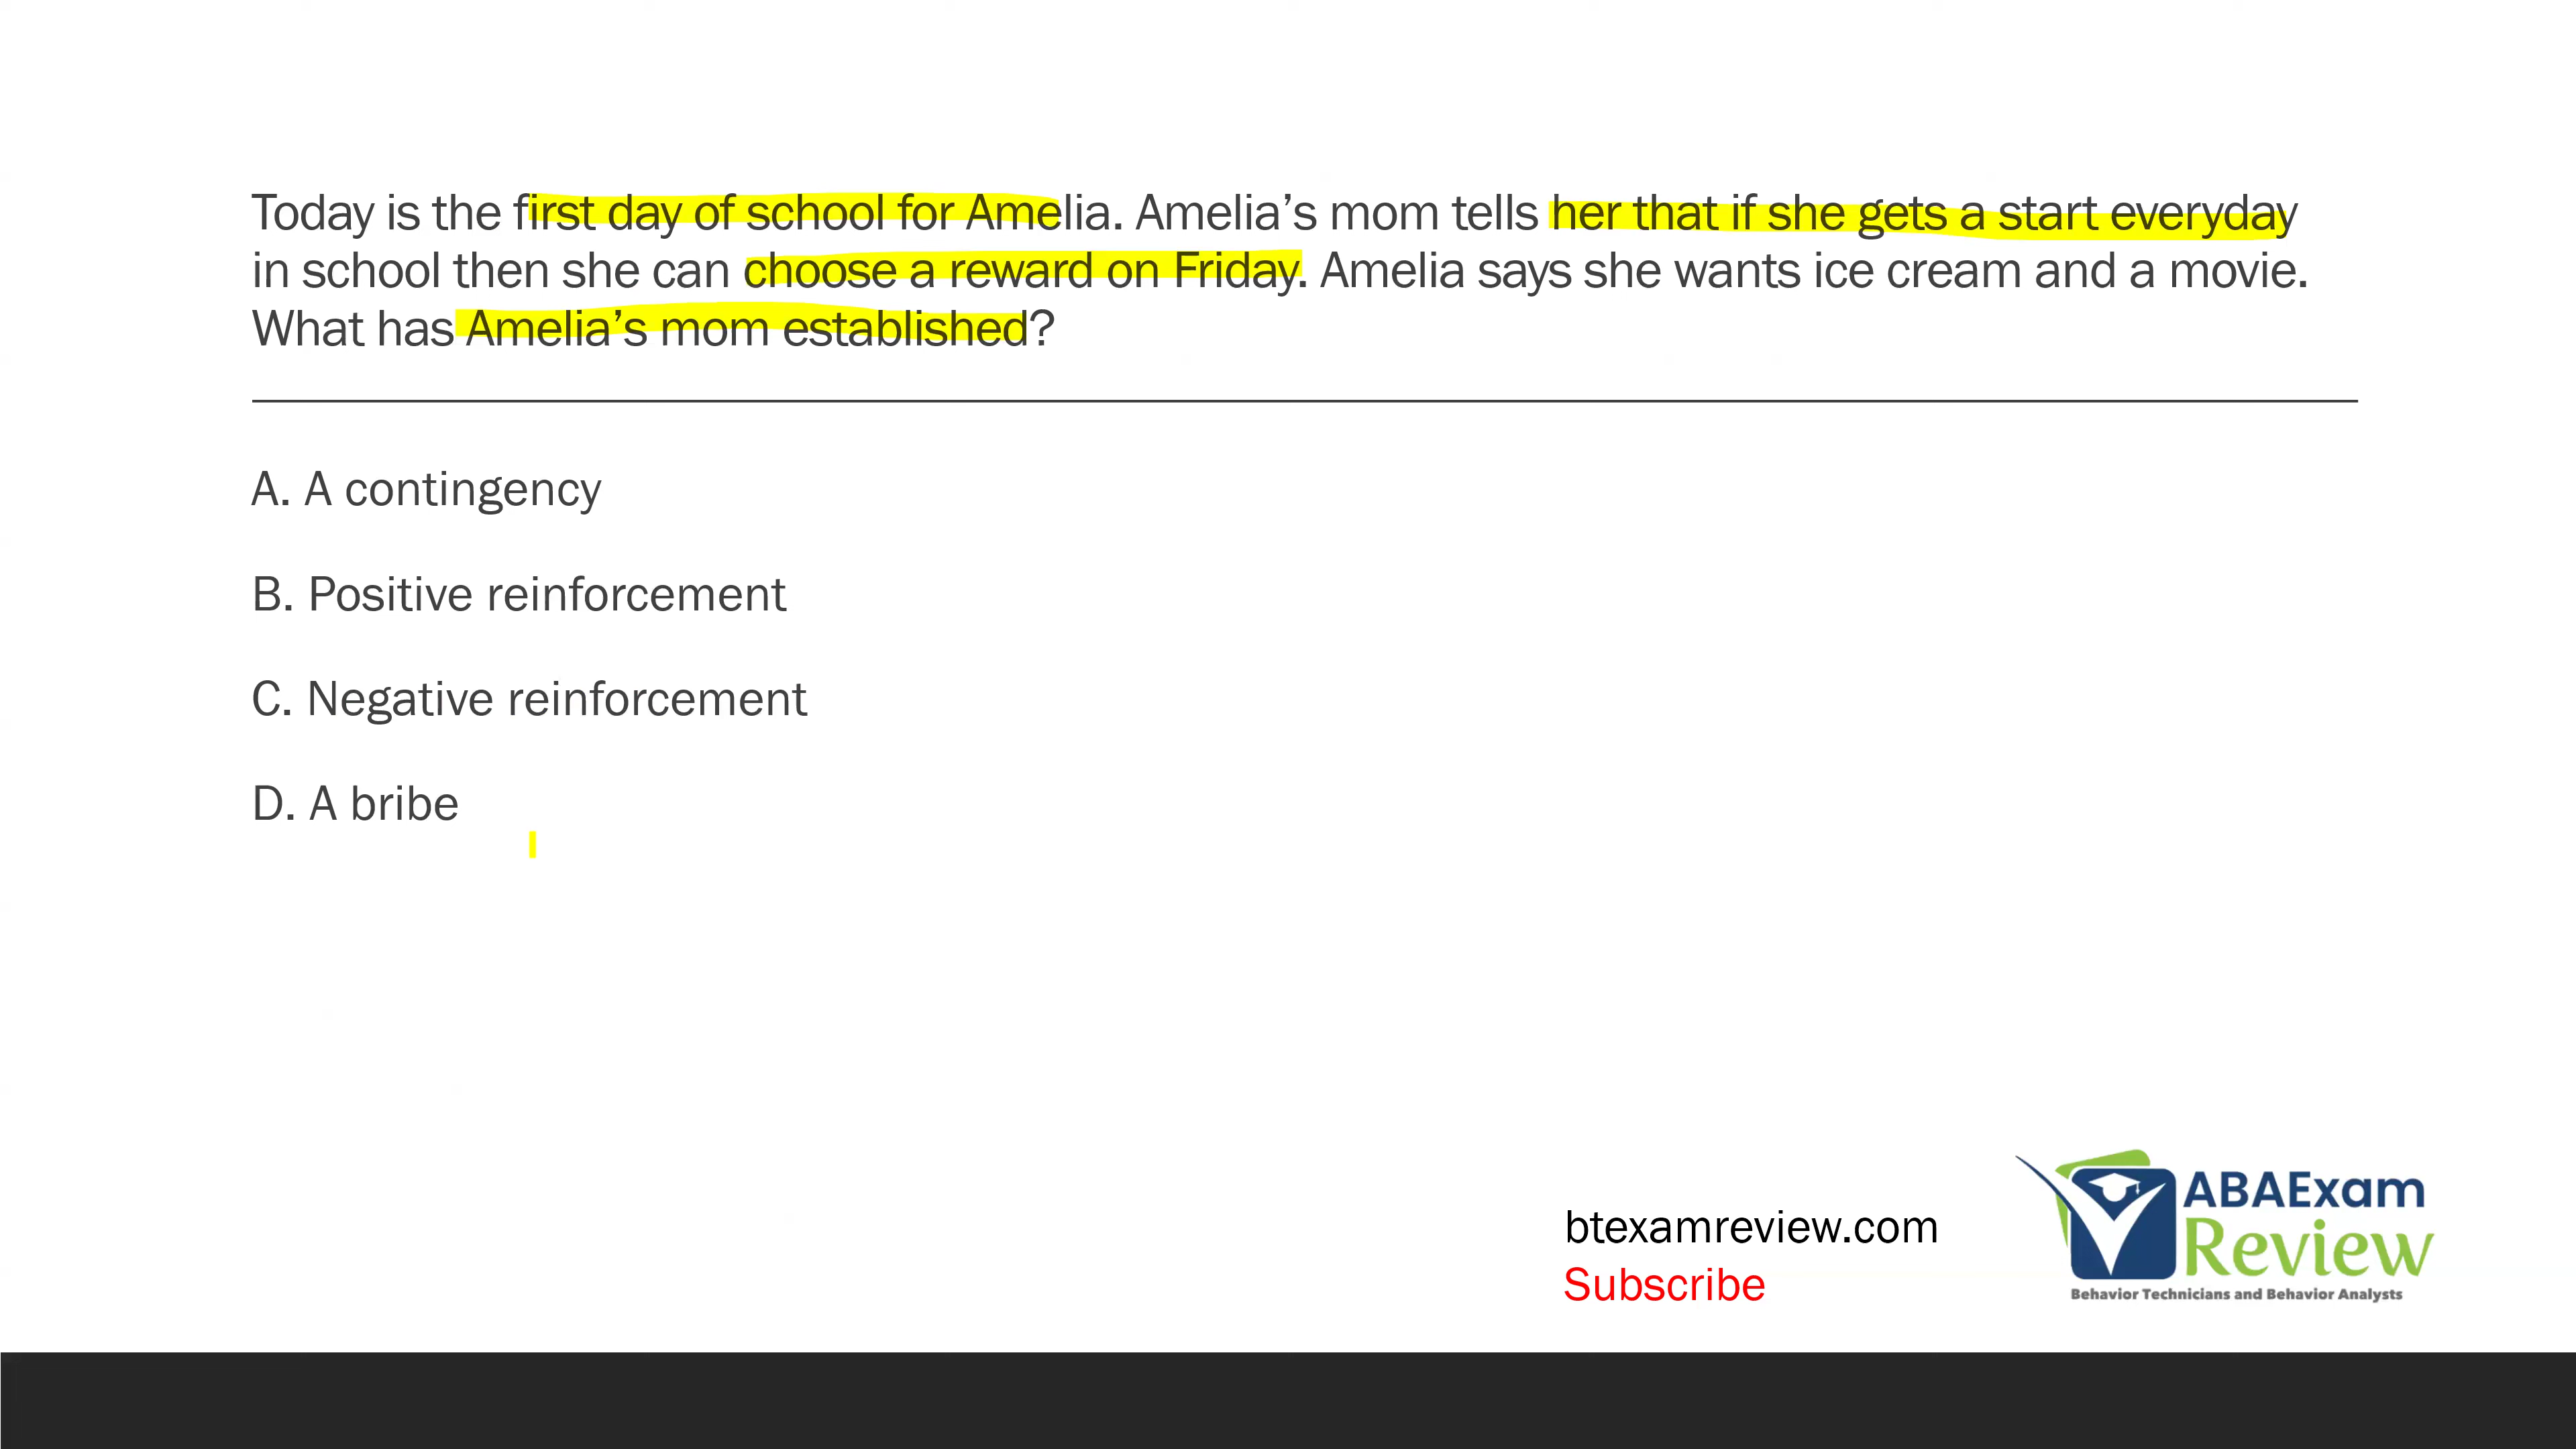 Today is the first day of school for Amelia. Amelia’s mom tells her that if she gets a start everyday
in school then she can choose a reward on Friday. Amelia says she wants ice cream and a movie.
What has Amelia’s mom established?
A. A contingency
B. Positive reinforcement
C. Negative reinforcement
D. A bribe
btexamreview.com
Subscribe
ABAExam
Review
Behavior Technicians and Behavior Analysts